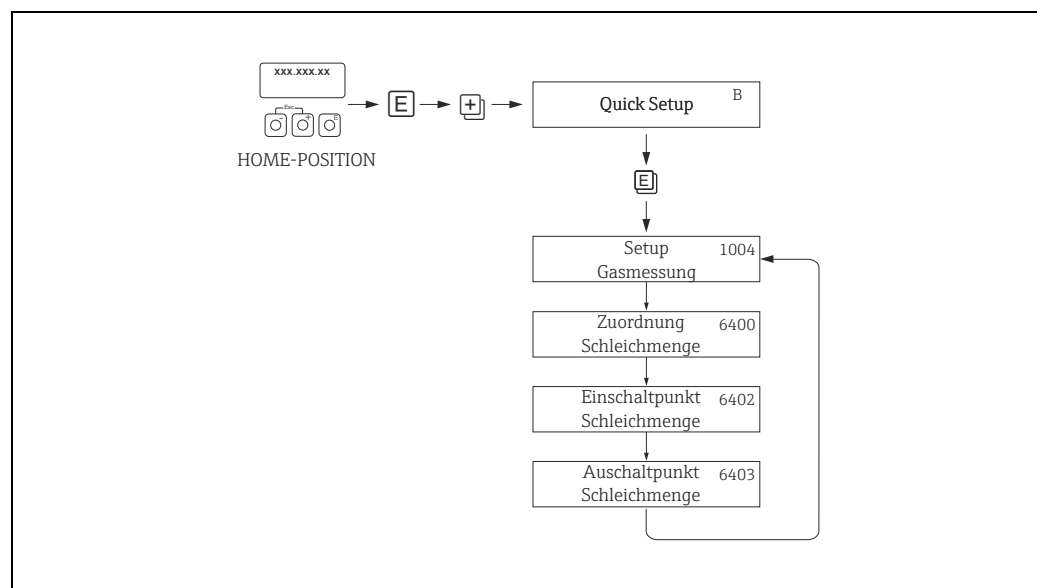 xxx.xxx.xx
Esc
- + E
HOME-POSITION
E
+
Quick Setup B
E
Setup 1004
Gasmessung
Zuordnung 6400
Schleichmenge
Einschaltpunkt 6402
Schleichmenge
Auschaltpunkt 6403
Schleichmenge